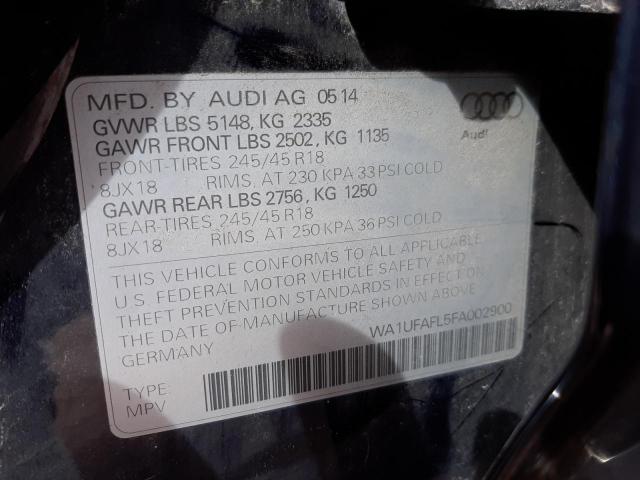 MFD. BY AUDI AG 05 14
GVWR LBS 5148, KG 2335
GAWR FRONT LBS 2502, KG 1135
FRONT-TIRES 245/45 R18
8JX18 RIMS, AT 230 KPA 33 PSI COLD
GAWR REAR LBS 2756, KG 1250
REAR-TIRES 245/45 R18
8JX18 RIMS, AT 250 KPA 36 PSI COLD
Audi
THIS VEHICLE CONFORMS TO ALL APPLICABLE
U.S. FEDERAL MOTOR VEHICLE SAFETY AND
THEFT PREVENTION STANDARDS IN EFFECT ON
THE DATE OF MANUFACTURE SHOWN ABOVE
GERMANY
WA1UFAFL5FA002900
TYPE:
MPV